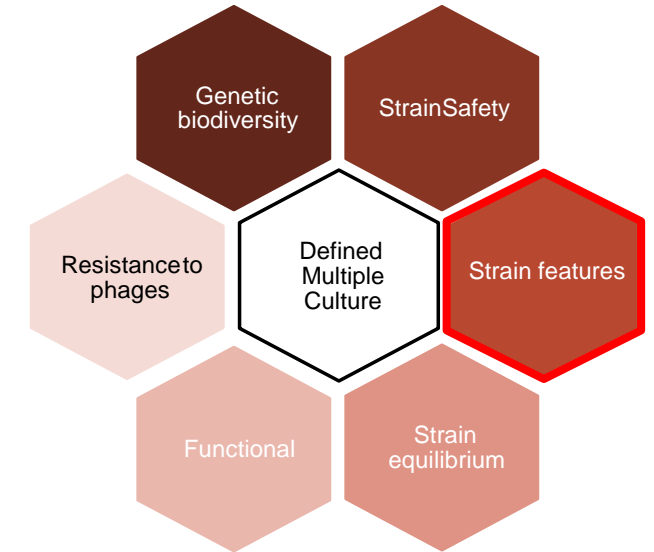 Genetic
biodiversity
StrainSafety
Resistanceto
phages
Defined
Multiple
Culture
Strain features
Functional
Strain
equilibrium